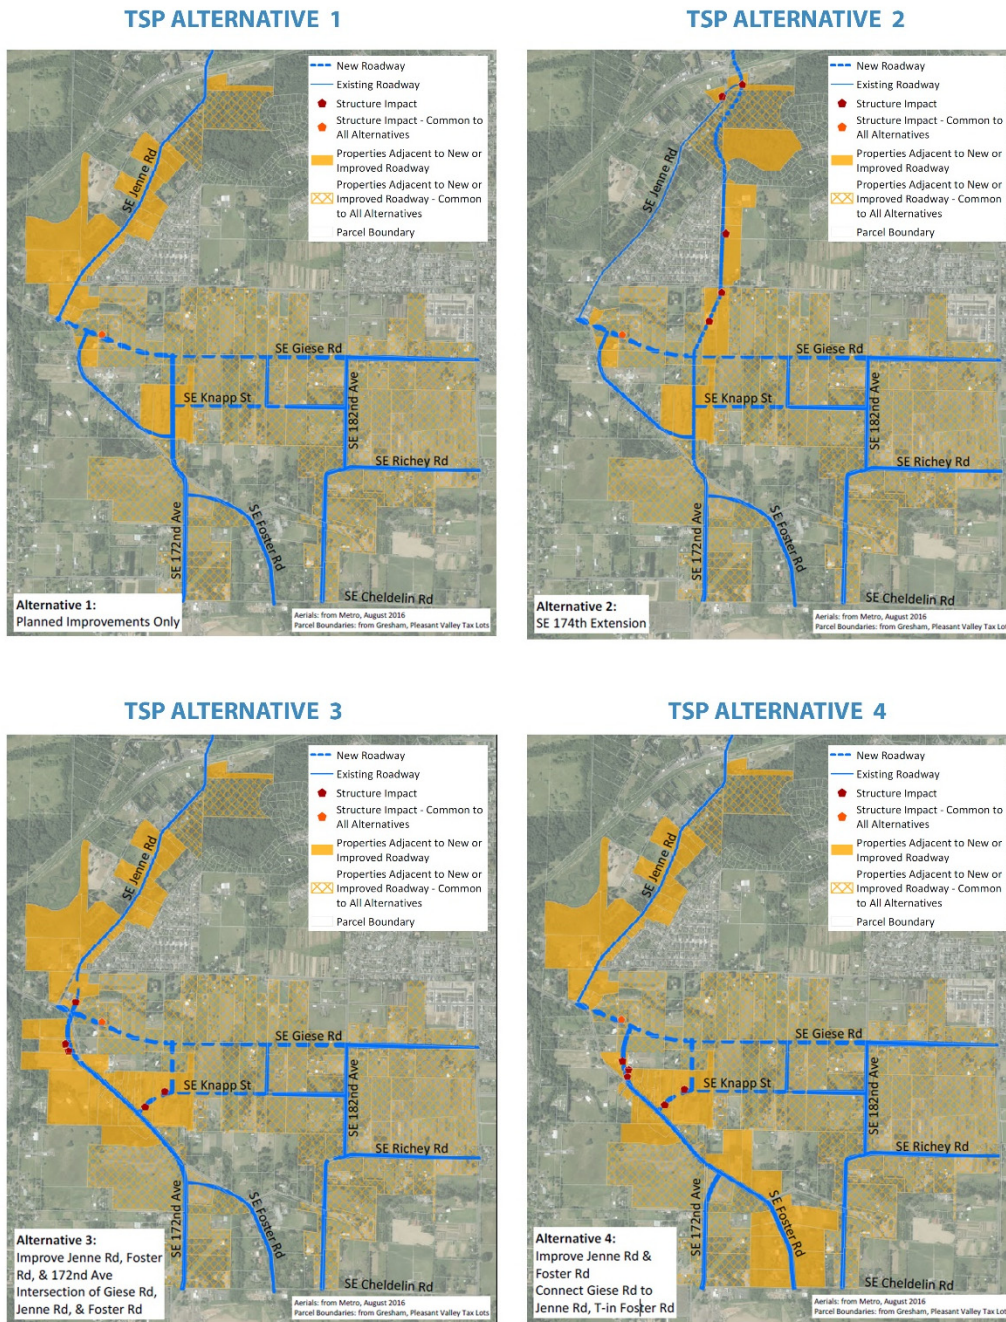 TSP ALTERNATIVE 1
New Roadway
Existing Roadway
Structure Impact
Structure Impact - Common to
All Alternatives
Properties Adjacent to New or
Improved Roadway
Properties Adjacent to New or
Improved Roadway - Common
to All Alternatives
Parcel Boundary
SE Jenne Rd
SE Giese Rd
SE Knapp St
SE 182nd Ave
SE Richey Rd
SE 172nd Ave
SE Foster Rd
SE Cheldelin Rd
Alternative 1:
Planned Improvements Only
Aerials: from Metro, August 2016
Parcel Boundaries: from Gresham, Pleasant Valley Tax Lots
TSP ALTERNATIVE 2
New Roadway
Existing Roadway
Structure Impact
Structure Impact - Common to
All Alternatives
Properties Adjacent to New or
Improved Roadway
Properties Adjacent to New or
Improved Roadway - Common
to All Alternatives
Parcel Boundary
SE Jenne Rd
SE Giese Rd
SE Knapp St
SE 182nd Ave
SE Richey Rd
SE 172nd Ave
SE Foster Rd
SE Cheldelin Rd
Alternative 2:
SE 174th Extension
Aerials: from Metro, August 2016
Parcel Boundaries: from Gresham, Pleasant Valley Tax Lot
TSP ALTERNATIVE 3
New Roadway
Existing Roadway
Structure Impact
Structure Impact - Common to
All Alternatives
Properties Adjacent to New or
Improved Roadway
Properties Adjacent to New or
Improved Roadway - Common
to All Alternatives
Parcel Boundary
SE Jenne Rd
SE Giese Rd
SE Knapp St
SE 182nd Ave
SE Richey Rd
SE 172nd Ave
SE Foster Rd
SE Cheldelin Rd
Alternative 3:
Improve Jenne Rd, Foster
Rd, & 172nd Ave
Intersection of Giese Rd,
Jenne Rd, & Foster Rd
Aerials: from Metro, August 2016
Parcel Boundaries: from Gresham, Pleasant Valley Tax Lots
TSP ALTERNATIVE 4
New Roadway
Existing Roadway
Structure Impact
Structure Impact - Common to
All Alternatives
Properties Adjacent to New or
Improved Roadway
Properties Adjacent to New or
Improved Roadway - Common
to All Alternatives
Parcel Boundary
SE Jenne Rd
SE Giese Rd
SE Knapp St
SE 182nd Ave
SE Richey Rd
SE 172nd Ave
SE Foster Rd
SE Cheldelin Rd
Alternative 4:
Improve Jenne Rd &
Foster Rd
Connect Giese Rd to
Jenne Rd, T-in Foster Rd
Aerials: from Metro, August 2016
Parcel Boundaries: from Gresham, Pleasant Valley Tax Lots